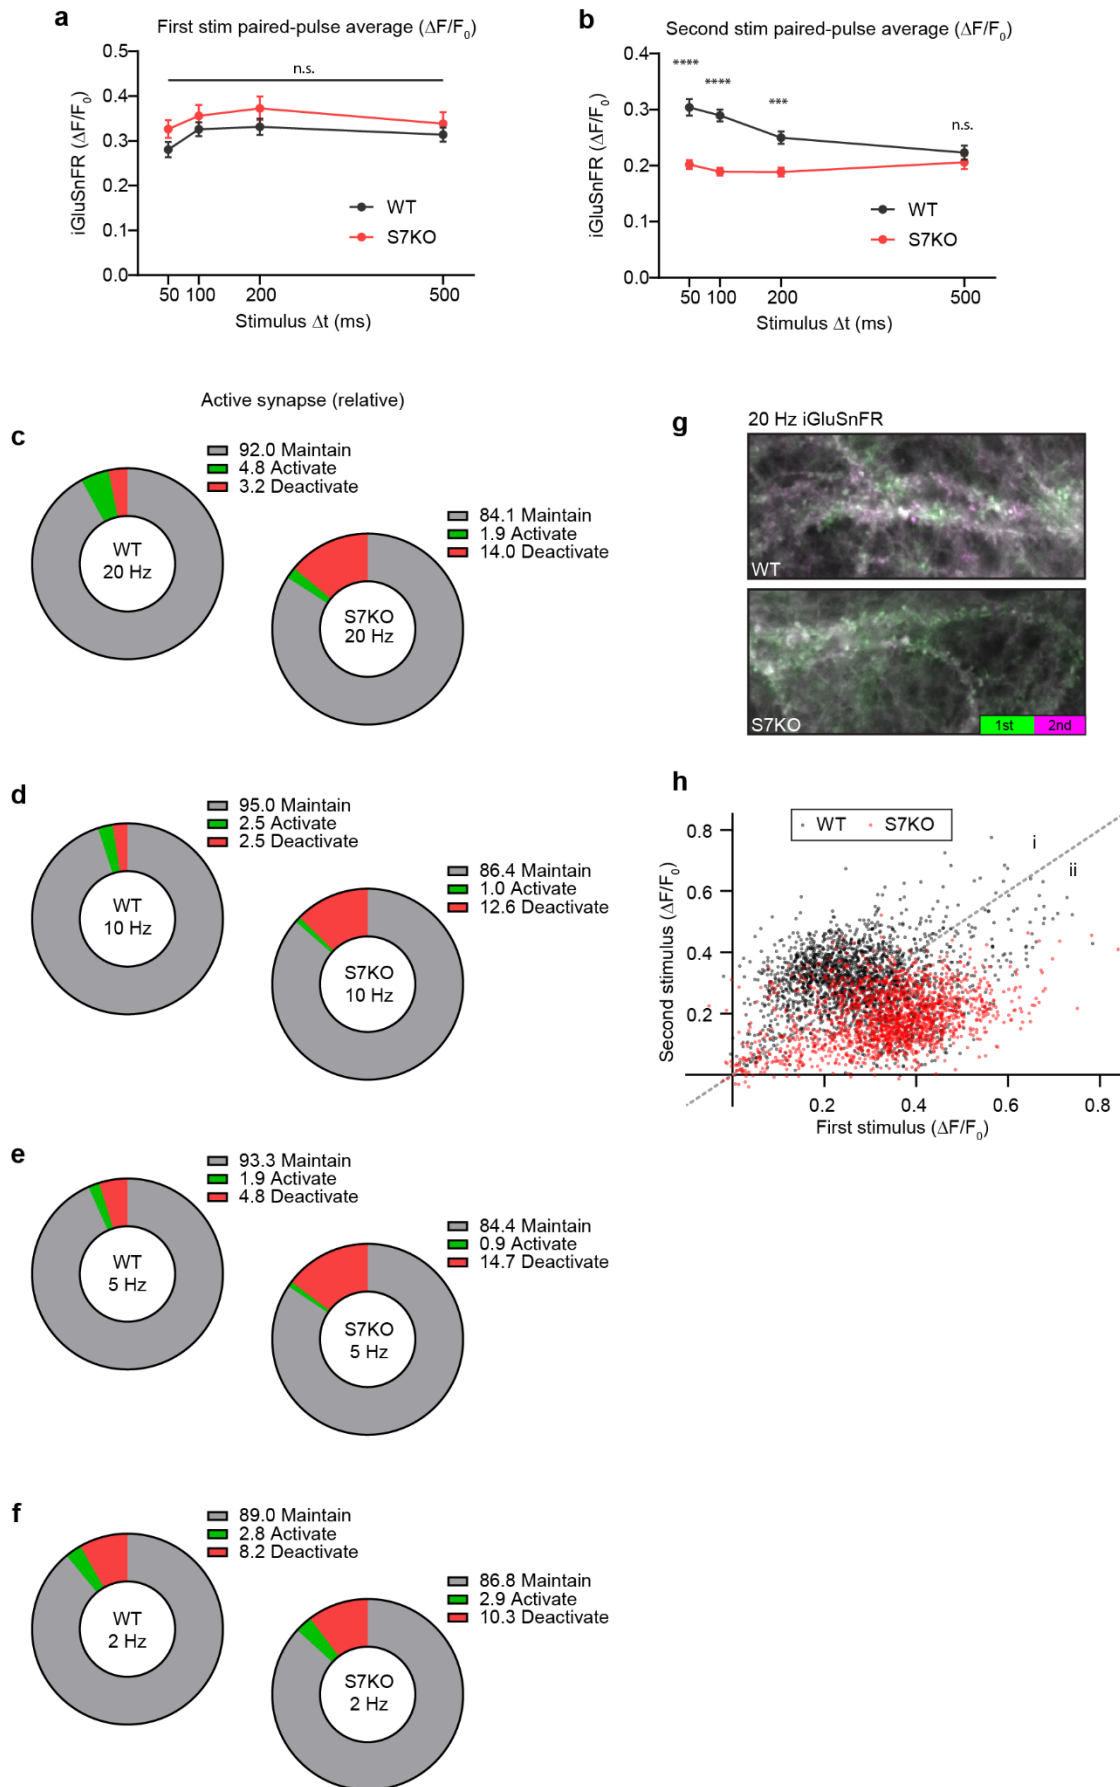 a
First stim paired-pulse average (ΔF/F₀)
0.5
0.4
0.3
0.2
0.1
0.0
iGluSnFR (ΔF/F₀)
n.s.
WT
S7KO
50 100 200 500
Stimulus Δt (ms)
b
Second stim paired-pulse average (ΔF/F₀)
0.4
0.3
0.2
0.1
0.0
iGluSnFR (ΔF/F₀)
****
****
***
n.s.
WT
S7KO
50 100 200 500
Stimulus Δt (ms)
Active synapse (relative)
c
92.0 Maintain
4.8 Activate
3.2 Deactivate
WT
20 Hz
84.1 Maintain
1.9 Activate
14.0 Deactivate
S7KO
20 Hz
d
95.0 Maintain
2.5 Activate
2.5 Deactivate
WT
10 Hz
86.4 Maintain
1.0 Activate
12.6 Deactivate
S7KO
10 Hz
e
93.3 Maintain
1.9 Activate
4.8 Deactivate
WT
5 Hz
84.4 Maintain
0.9 Activate
14.7 Deactivate
S7KO
5 Hz
f
89.0 Maintain
2.8 Activate
8.2 Deactivate
WT
2 Hz
86.8 Maintain
2.9 Activate
10.3 Deactivate
S7KO
2 Hz
g
20 Hz iGluSnFR
WT
S7KO
1st 2nd
h
WT S7KO
i
ii
0.8
0.6
0.4
0.2
Second stimulus (ΔF/F₀)
0.2 0.4 0.6 0.8
First stimulus (ΔF/F₀)